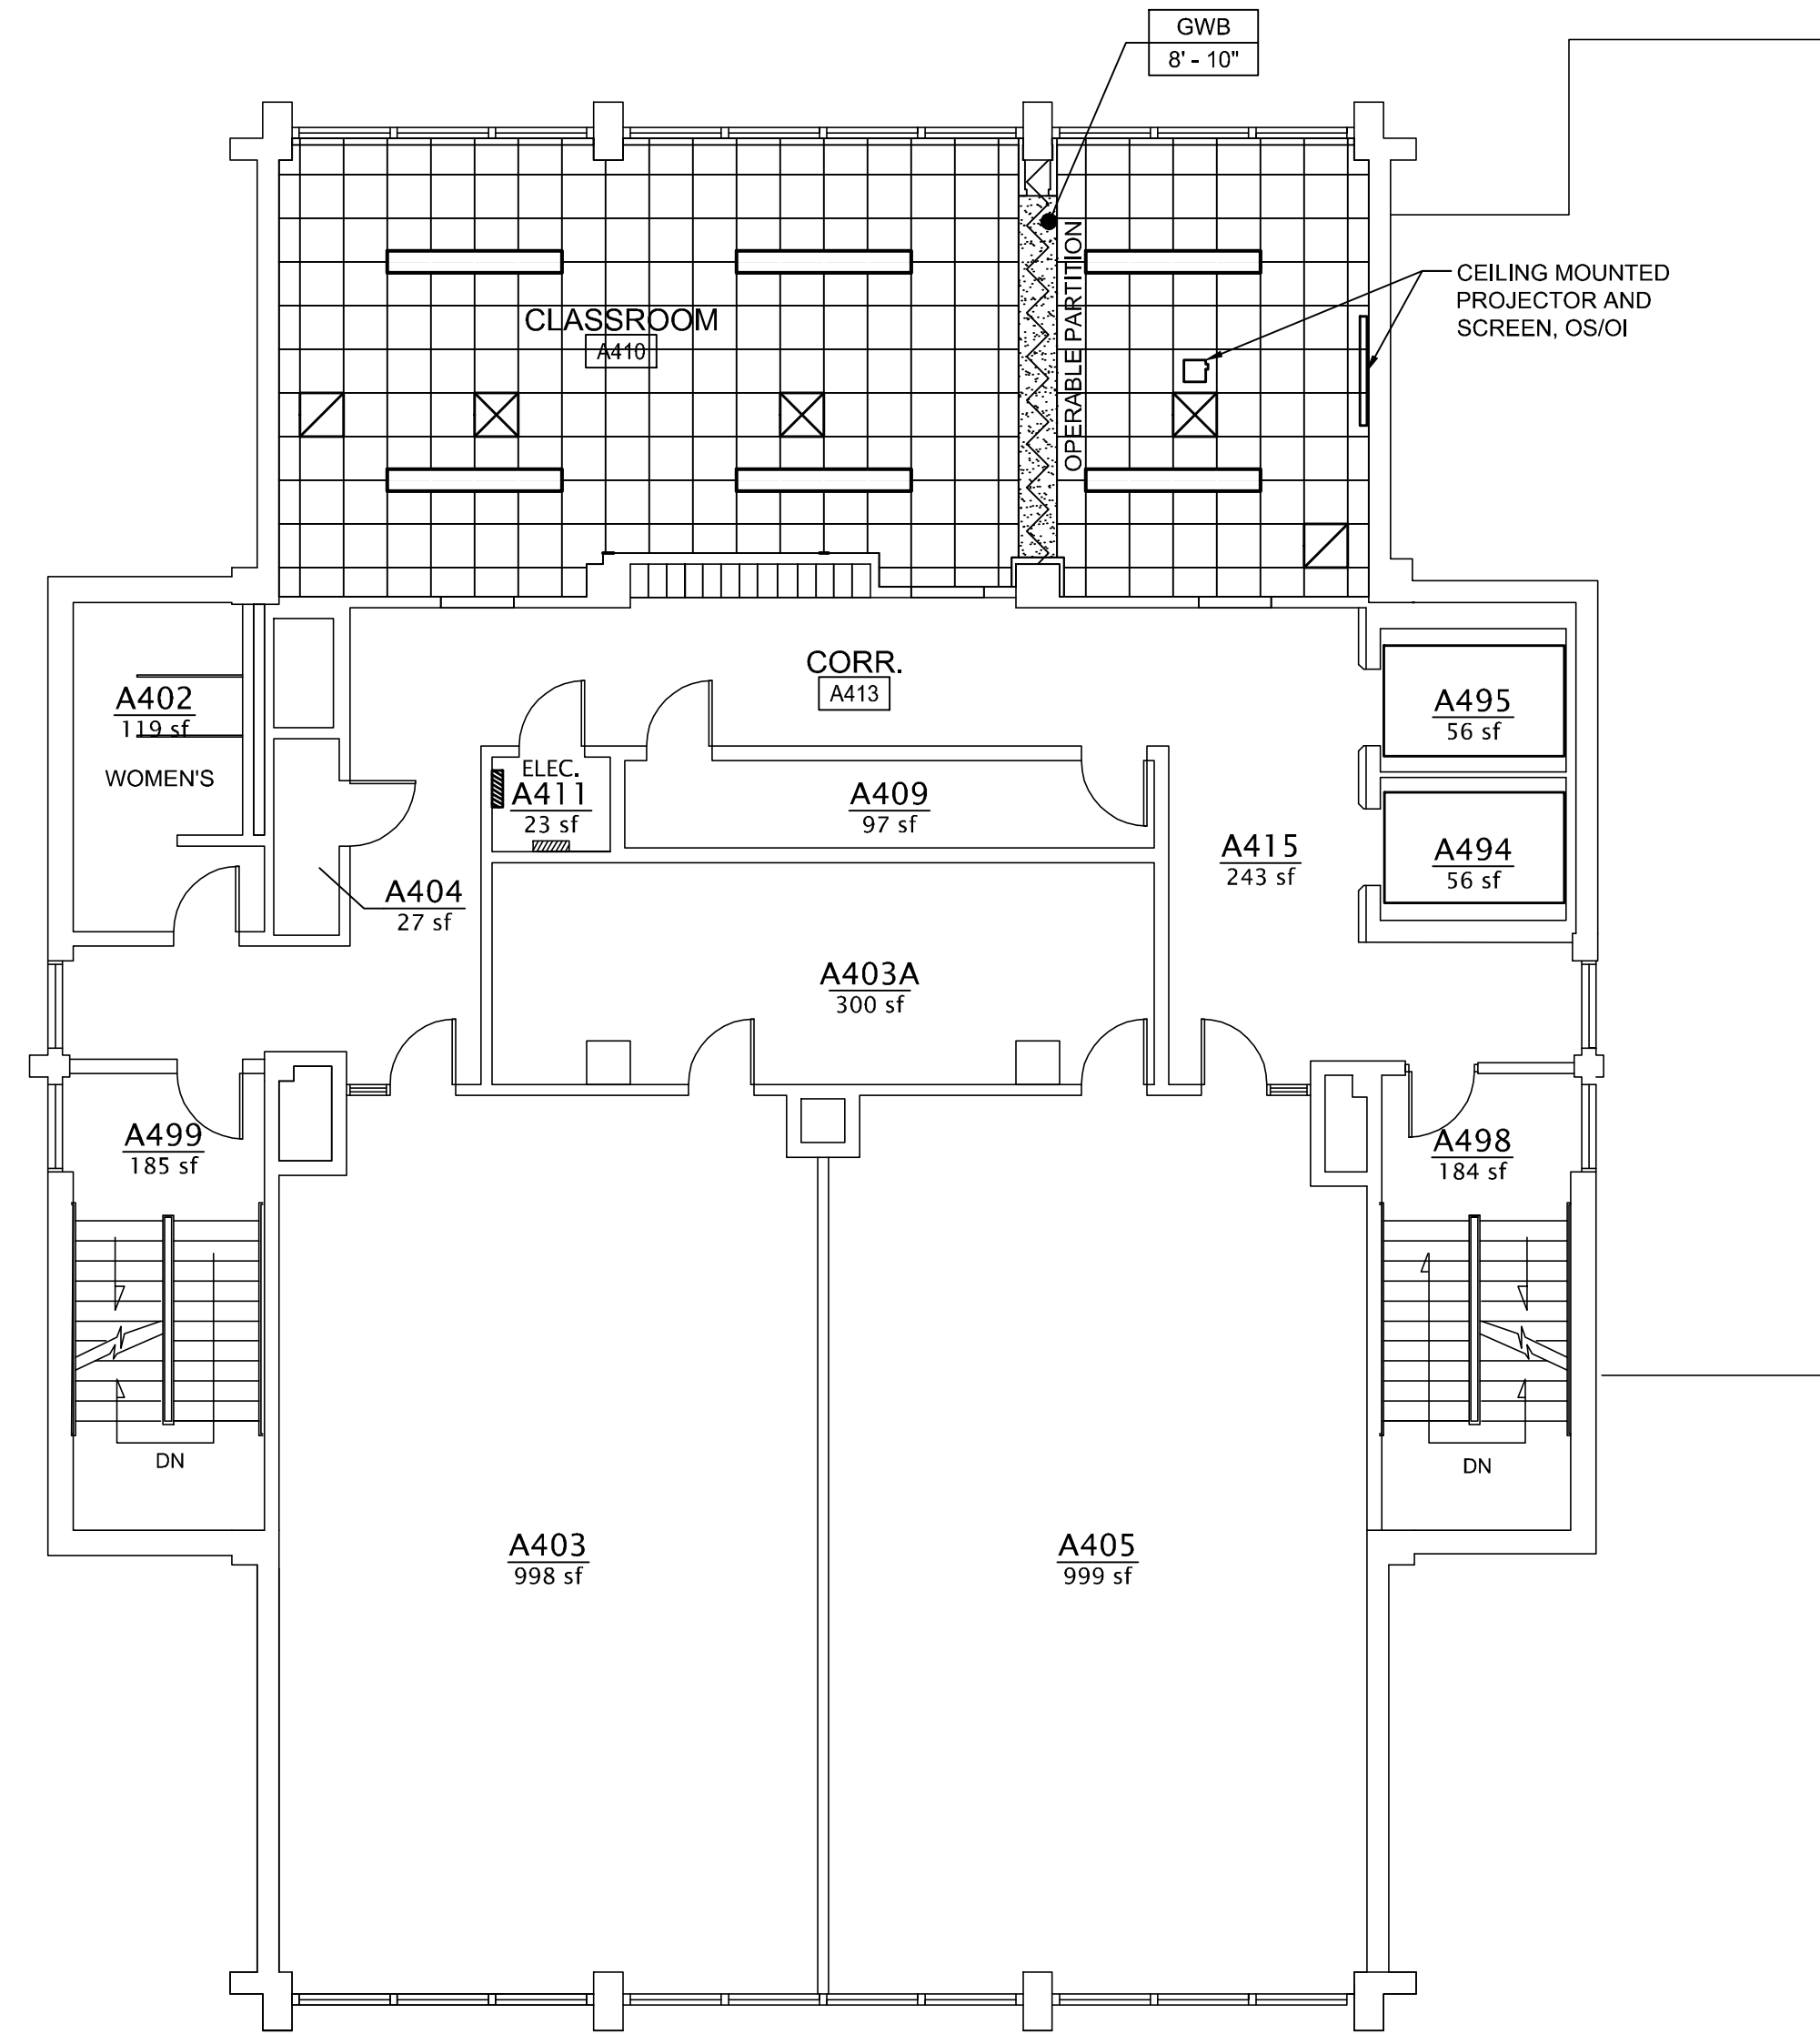 GWB
8' - 10"
CEILING MOUNTED
PROJECTOR AND
SCREEN, OS/OI
CLASSROOM
A410
OPERABLE PARTITION
CORR.
A413
A402
119 sf
WOMEN'S
A495
56 sf
ELEC.
A411
23 sf
A409
97 sf
A415
243 sf
A494
56 sf
A404
27 sf
A403A
300 sf
A499
185 sf
A498
184 sf
DN
DN
A403
998 sf
A405
999 sf